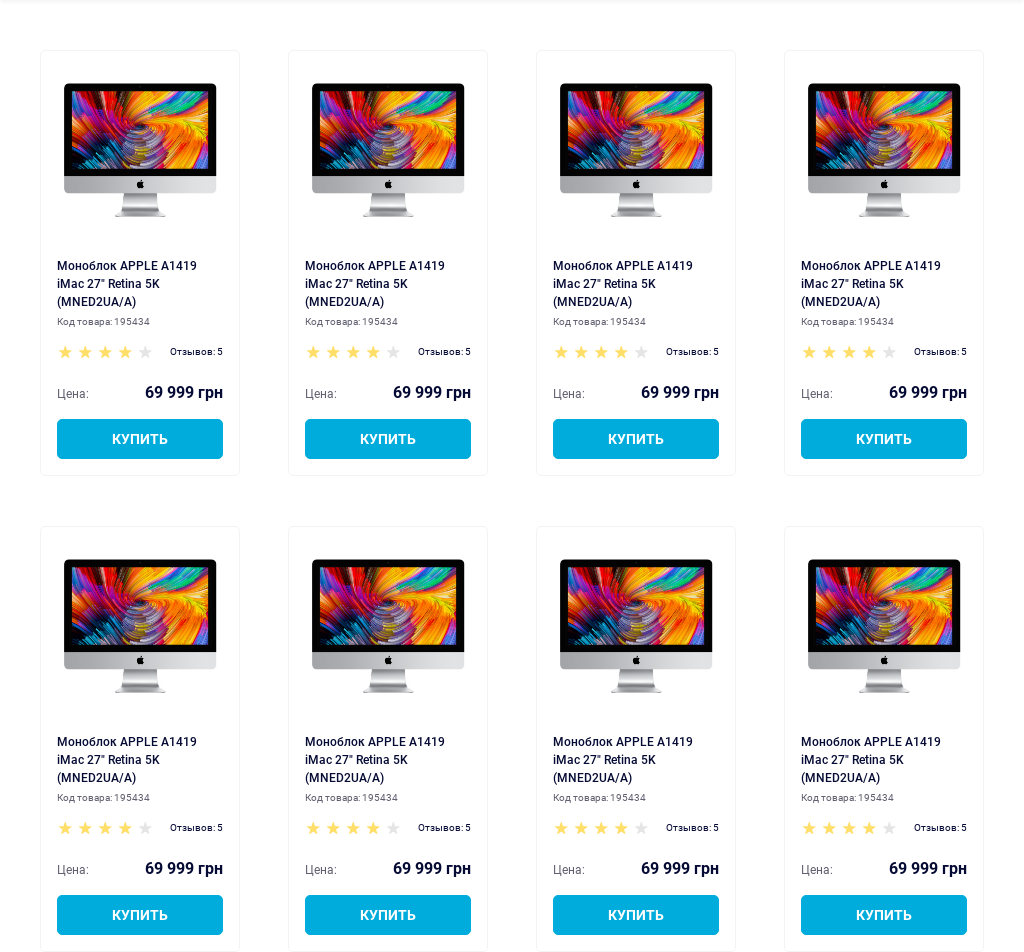 Моноблок APPLE A1419
iMac 27" Retina 5K
(MNED2UA/A)
Код товара: 195434
Отзывов: 5
Цена: 69 999 грн
КУПИТЬ
Моноблок APPLE A1419
iMac 27" Retina 5K
(MNED2UA/A)
Код товара: 195434
Отзывов: 5
Цена: 69 999 грн
КУПИТЬ
Моноблок APPLE A1419
iMac 27" Retina 5K
(MNED2UA/A)
Код товара: 195434
Отзывов: 5
Цена: 69 999 грн
КУПИТЬ
Моноблок APPLE A1419
iMac 27" Retina 5K
(MNED2UA/A)
Код товара: 195434
Отзывов: 5
Цена: 69 999 грн
КУПИТЬ
Моноблок APPLE A1419
iMac 27" Retina 5K
(MNED2UA/A)
Код товара: 195434
Отзывов: 5
Цена: 69 999 грн
КУПИТЬ
Моноблок APPLE A1419
iMac 27" Retina 5K
(MNED2UA/A)
Код товара: 195434
Отзывов: 5
Цена: 69 999 грн
КУПИТЬ
Моноблок APPLE A1419
iMac 27" Retina 5K
(MNED2UA/A)
Код товара: 195434
Отзывов: 5
Цена: 69 999 грн
КУПИТЬ
Моноблок APPLE A1419
iMac 27" Retina 5K
(MNED2UA/A)
Код товара: 195434
Отзывов: 5
Цена: 69 999 грн
КУПИТЬ